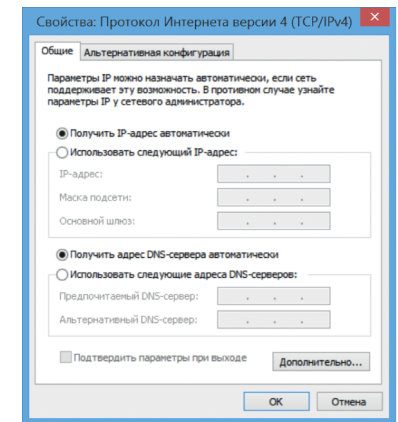 Свойства: Протокол Интернета версии 4 (TCP/IPv4)
Общие
Альтернативная конфигурация
Параметры IP можно назначать автоматически, если сеть
поддерживает эту возможность. В противном случае узнайте
параметры IP у сетевого администратора.
Получить IP-адрес автоматически
Использовать следующий IP-адрес:
IP-адрес:
Маска подсети:
Основной шлюз:
Получить адрес DNS-сервера автоматически
Использовать следующие адреса DNS-серверов:
Предпочитаемый DNS-сервер:
Альтернативный DNS-сервер:
Подтвердить параметры при выходе
Дополнительно...
ОК
Отмена